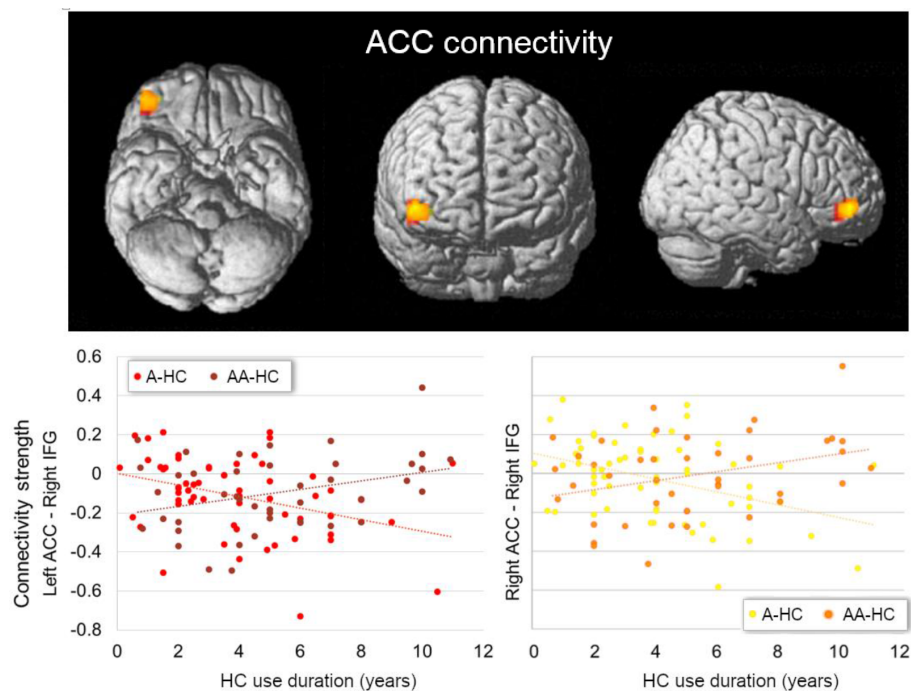 ACC connectivity
Connectivity strength
Left ACC - Right IFG
0.6
0.4
0.2
0
-0.2
-0.4
-0.6
-0.8
A-HC AA-HC
0 2 4 6 8 10 12
HC use duration (years)
Right ACC - Right IFG
A-HC AA-HC
0 2 4 6 8 10 12
HC use duration (years)